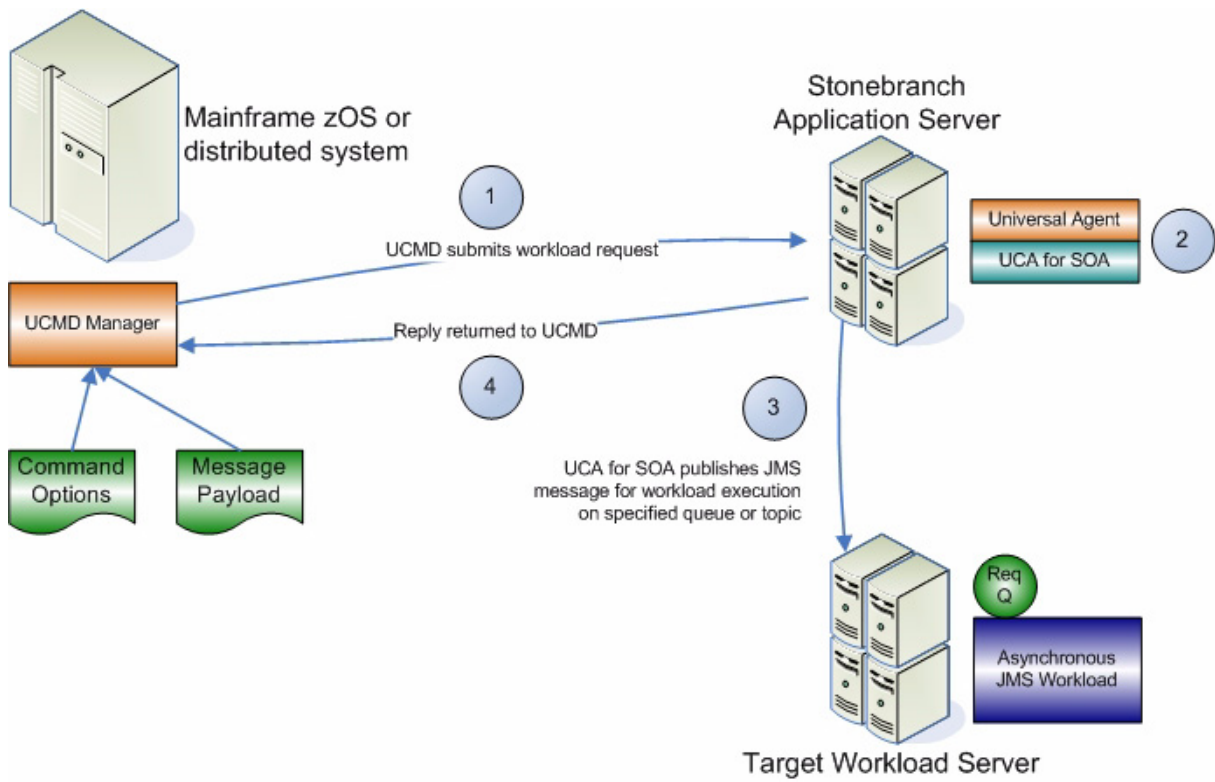 Mainframe zOS or
distributed system
Stonebranch
Application Server
1
UCMD submits workload request
Universal Agent
UCA for SOA
2
UCMD Manager
Reply returned to UCMD
4
3
Command
Options
Message
Payload
UCA for SOA publishes JMS
message for workload execution
on specified queue or topic
Req
Q
Asynchronous
JMS Workload
Target Workload Server